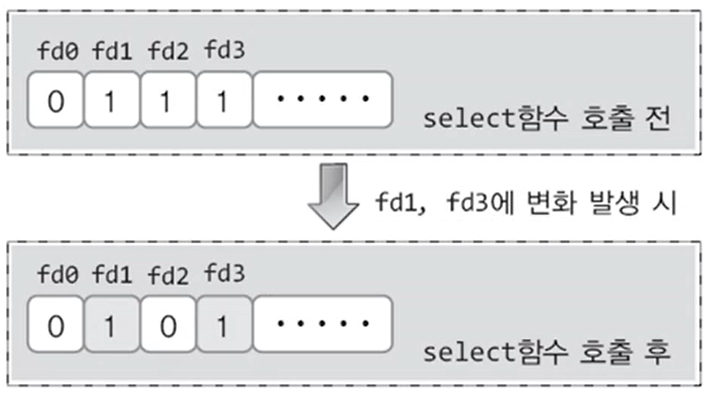 fd0 fd1 fd2 fd3
0 1 1 1 ·····
select함수 호출 전
fd1, fd3에 변화 발생 시
fd0 fd1 fd2 fd3
0 1 0 1 ·····
select함수 호출 후